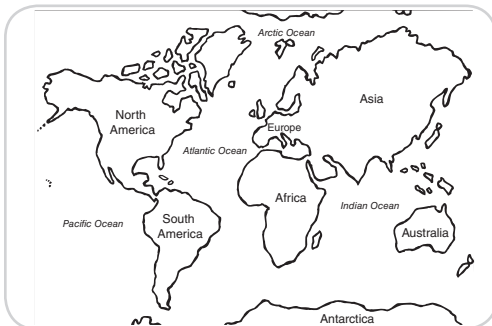 Arctic Ocean
North
America
Asia
Europe
Atlantic Ocean
Africa
Indian Ocean
Pacific Ocean
South
America
Australia
Antarctica